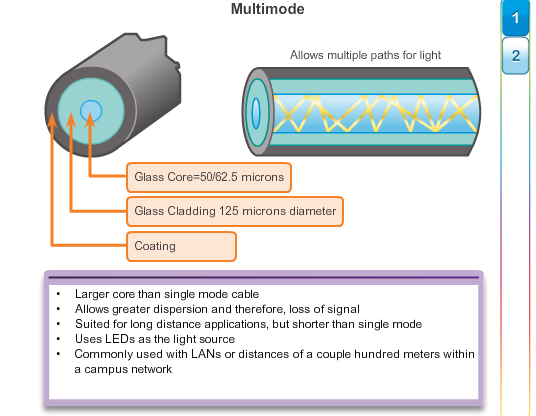 Multimode
1
2
Allows multiple paths for light
Glass Core=50/62.5 microns
Glass Cladding 125 microns diameter
Coating
• Larger core than single mode cable
• Allows greater dispersion and therefore, loss of signal
• Suited for long distance applications, but shorter than single mode
• Uses LEDs as the light source
• Commonly used with LANs or distances of a couple hundred meters within
a campus network